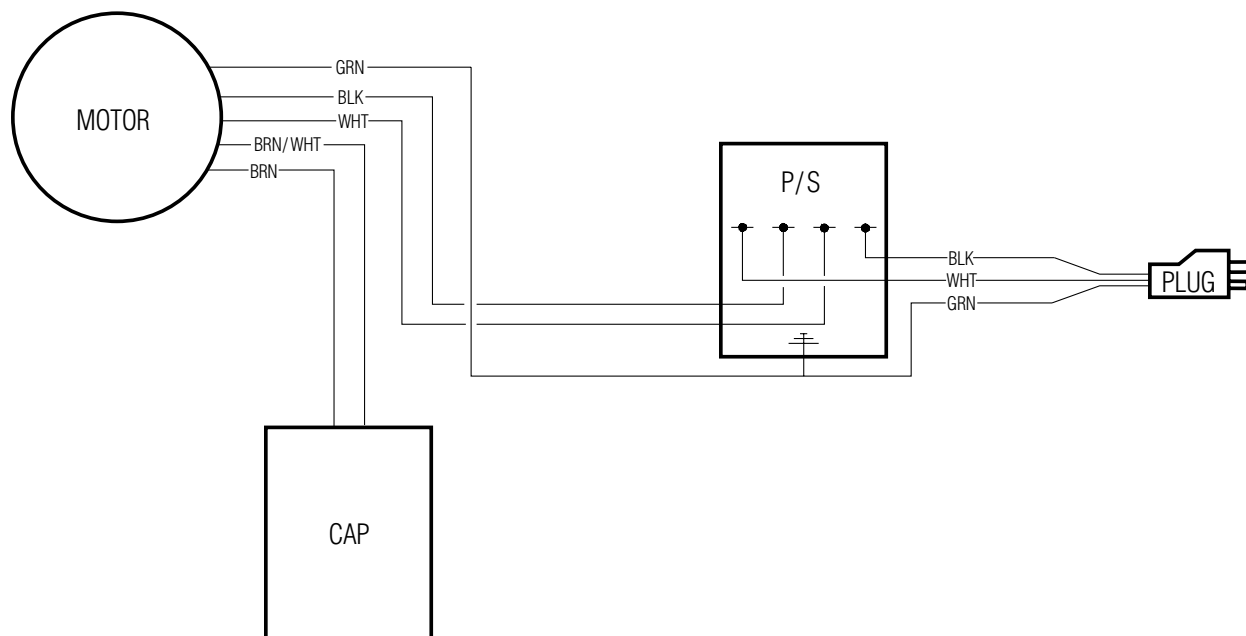 GRN
BLK
WHT
MOTOR
BRN/WHT
BRN
P/S
BLK
WHT
PLUG
GRN
CAP